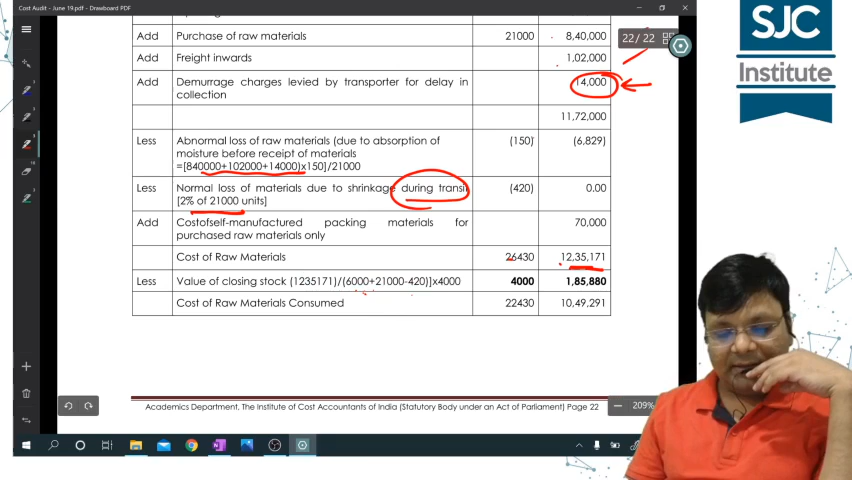 Cost Audit - June 19.pdf - Drawboard PDF
22 / 22
SJC
Institute
Add Purchase of raw materials 21000 8,40,000
Add Freight inwards 1,02,000
Add Demurrage charges levied by transporter for delay in 14,000
collection
11,72,000
Less Abnormal loss of raw materials (due to absorption of (150) (6,829)
moisture before receipt of materials
=[840000+102000+14000)x150]/21000
Less Normal loss of materials due to shrinkage during transit (420) 0.00
[2% of 21000 units]
Add Costofself-manufactured packing materials for 70,000
purchased raw materials only
Cost of Raw Materials 26430 12,35,171
Less Value of closing stock (1235171)/(6000+21000-420)]x4000 4000 1,85,880
Cost of Raw Materials Consumed 22430 10,49,291
Academics Department, The Institute of Cost Accountants of India (Statutory Body under an Act of Parliament) Page 22
209%